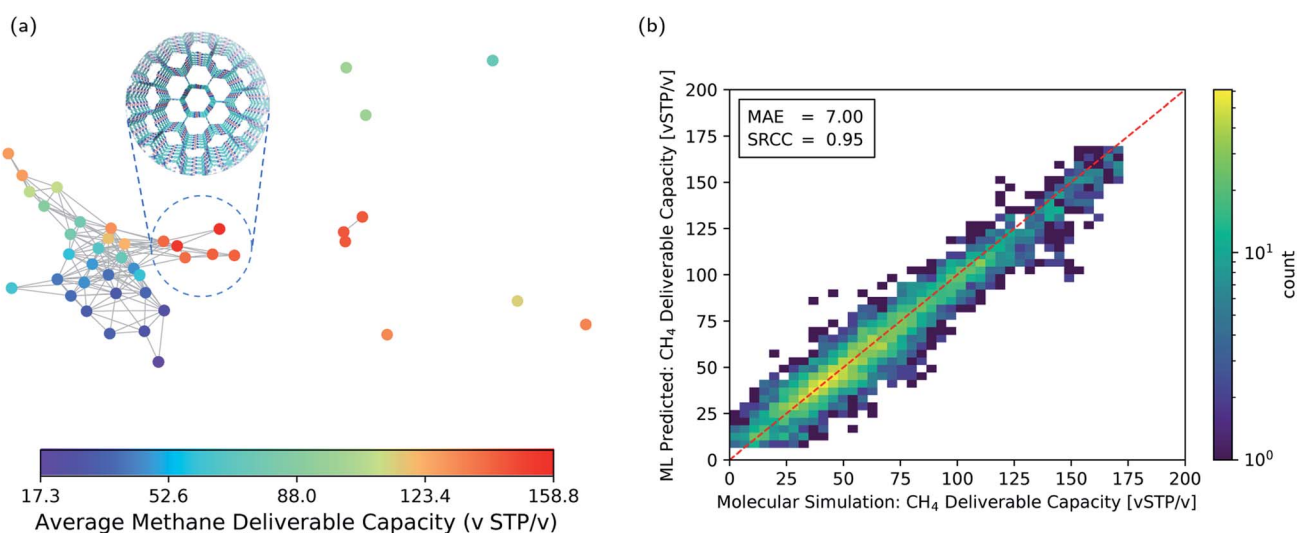 (a)
17.3 52.6 88.0 123.4 158.8
Average Methane Deliverable Capacity (v STP/v)
(b)
ML Predicted: CH₄ Deliverable Capacity [vSTP/v]
200
175
150
125
100
75
50
25
0
MAE = 7.00
SRCC = 0.95
0 25 50 75 100 125 150 175 200
Molecular Simulation: CH₄ Deliverable Capacity [vSTP/v]
10¹
10⁰
count